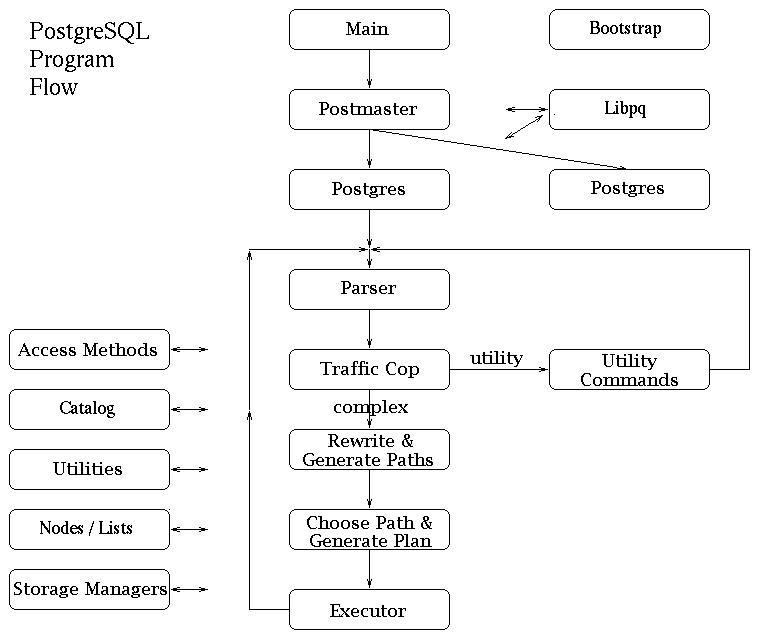 PostgreSQL
Program
Flow
Main
Bootstrap
Postmaster
Libpq
Postgres
Postgres
Parser
Access Methods
Traffic Cop
utility
Utility
Commands
Catalog
complex
Rewrite &
Generate Paths
Utilities
Nodes / Lists
Choose Path &
Generate Plan
Storage Managers
Executor